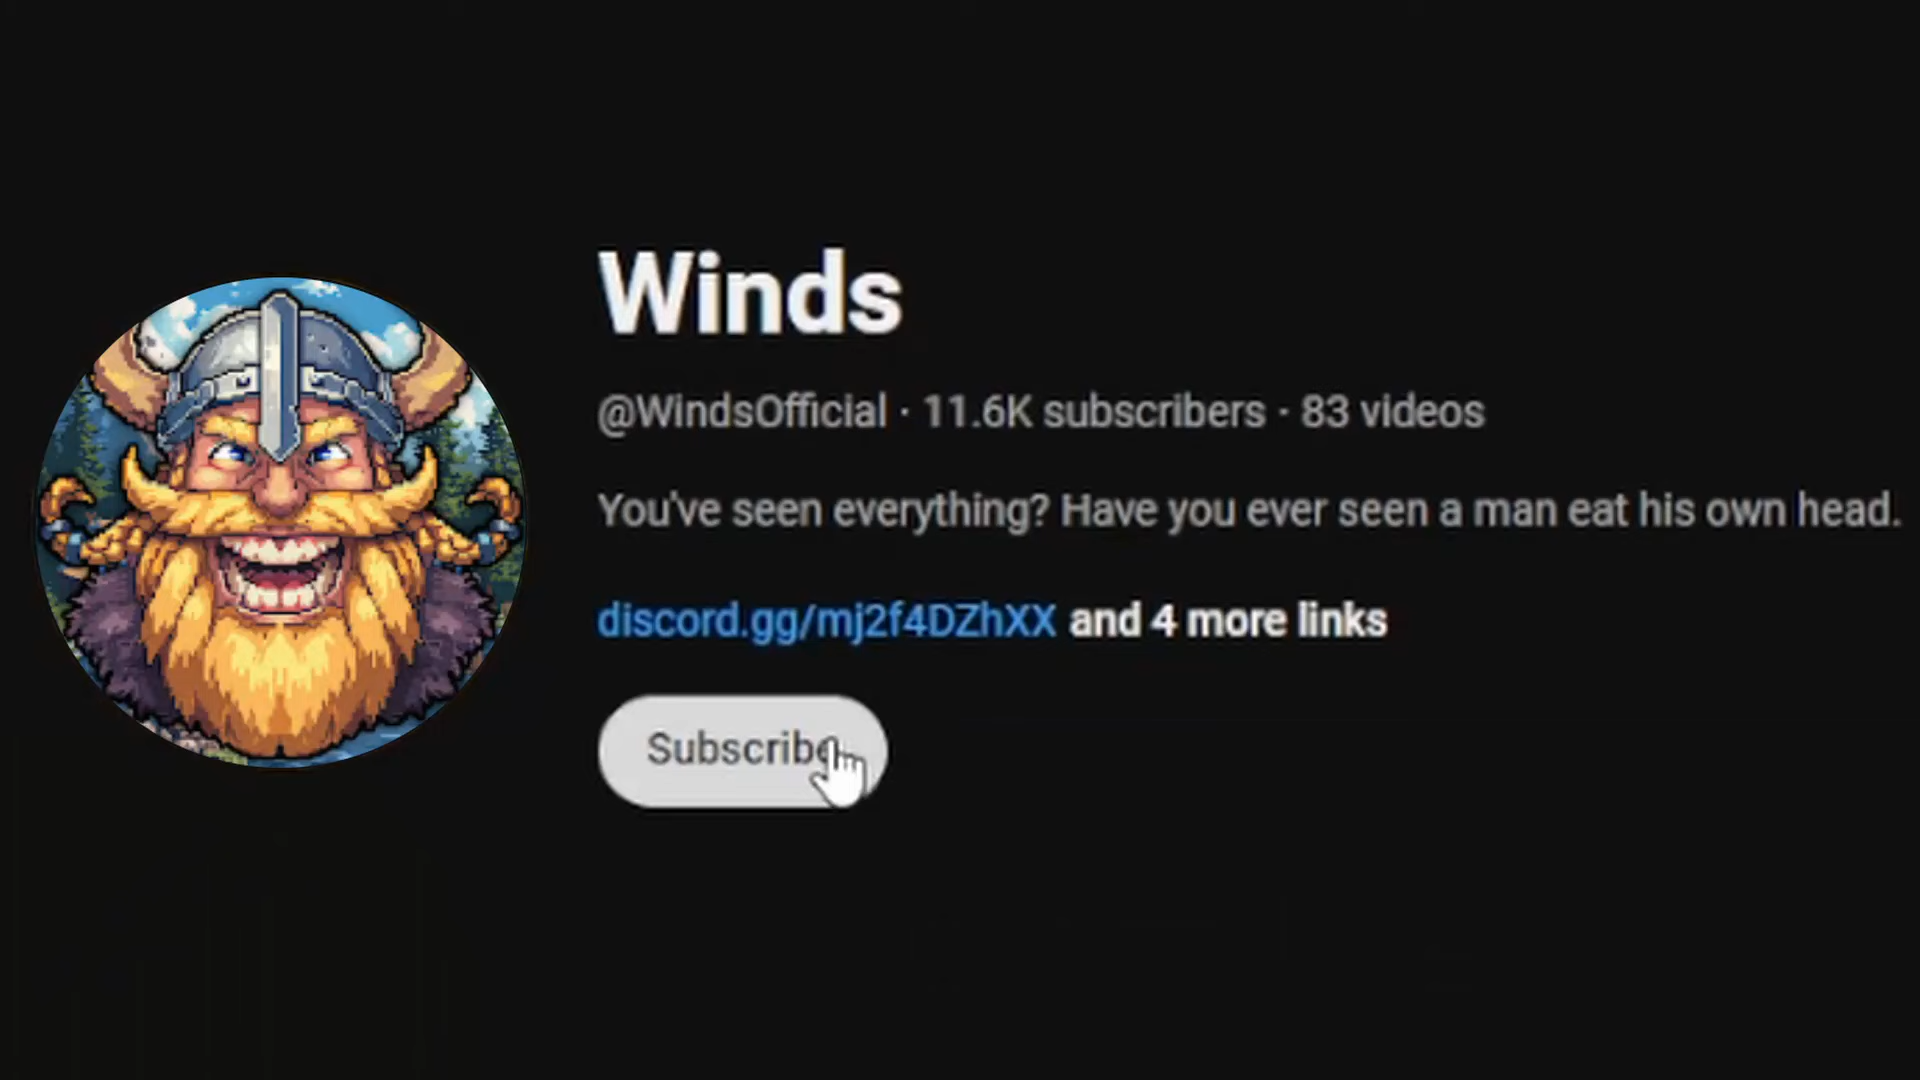 Winds
@WindsOfficial · 11.6K subscribers · 83 videos
You've seen everything? Have you ever seen a man eat his own head.
discord.gg/mj2f4DZhXX and 4 more links
Subscribe